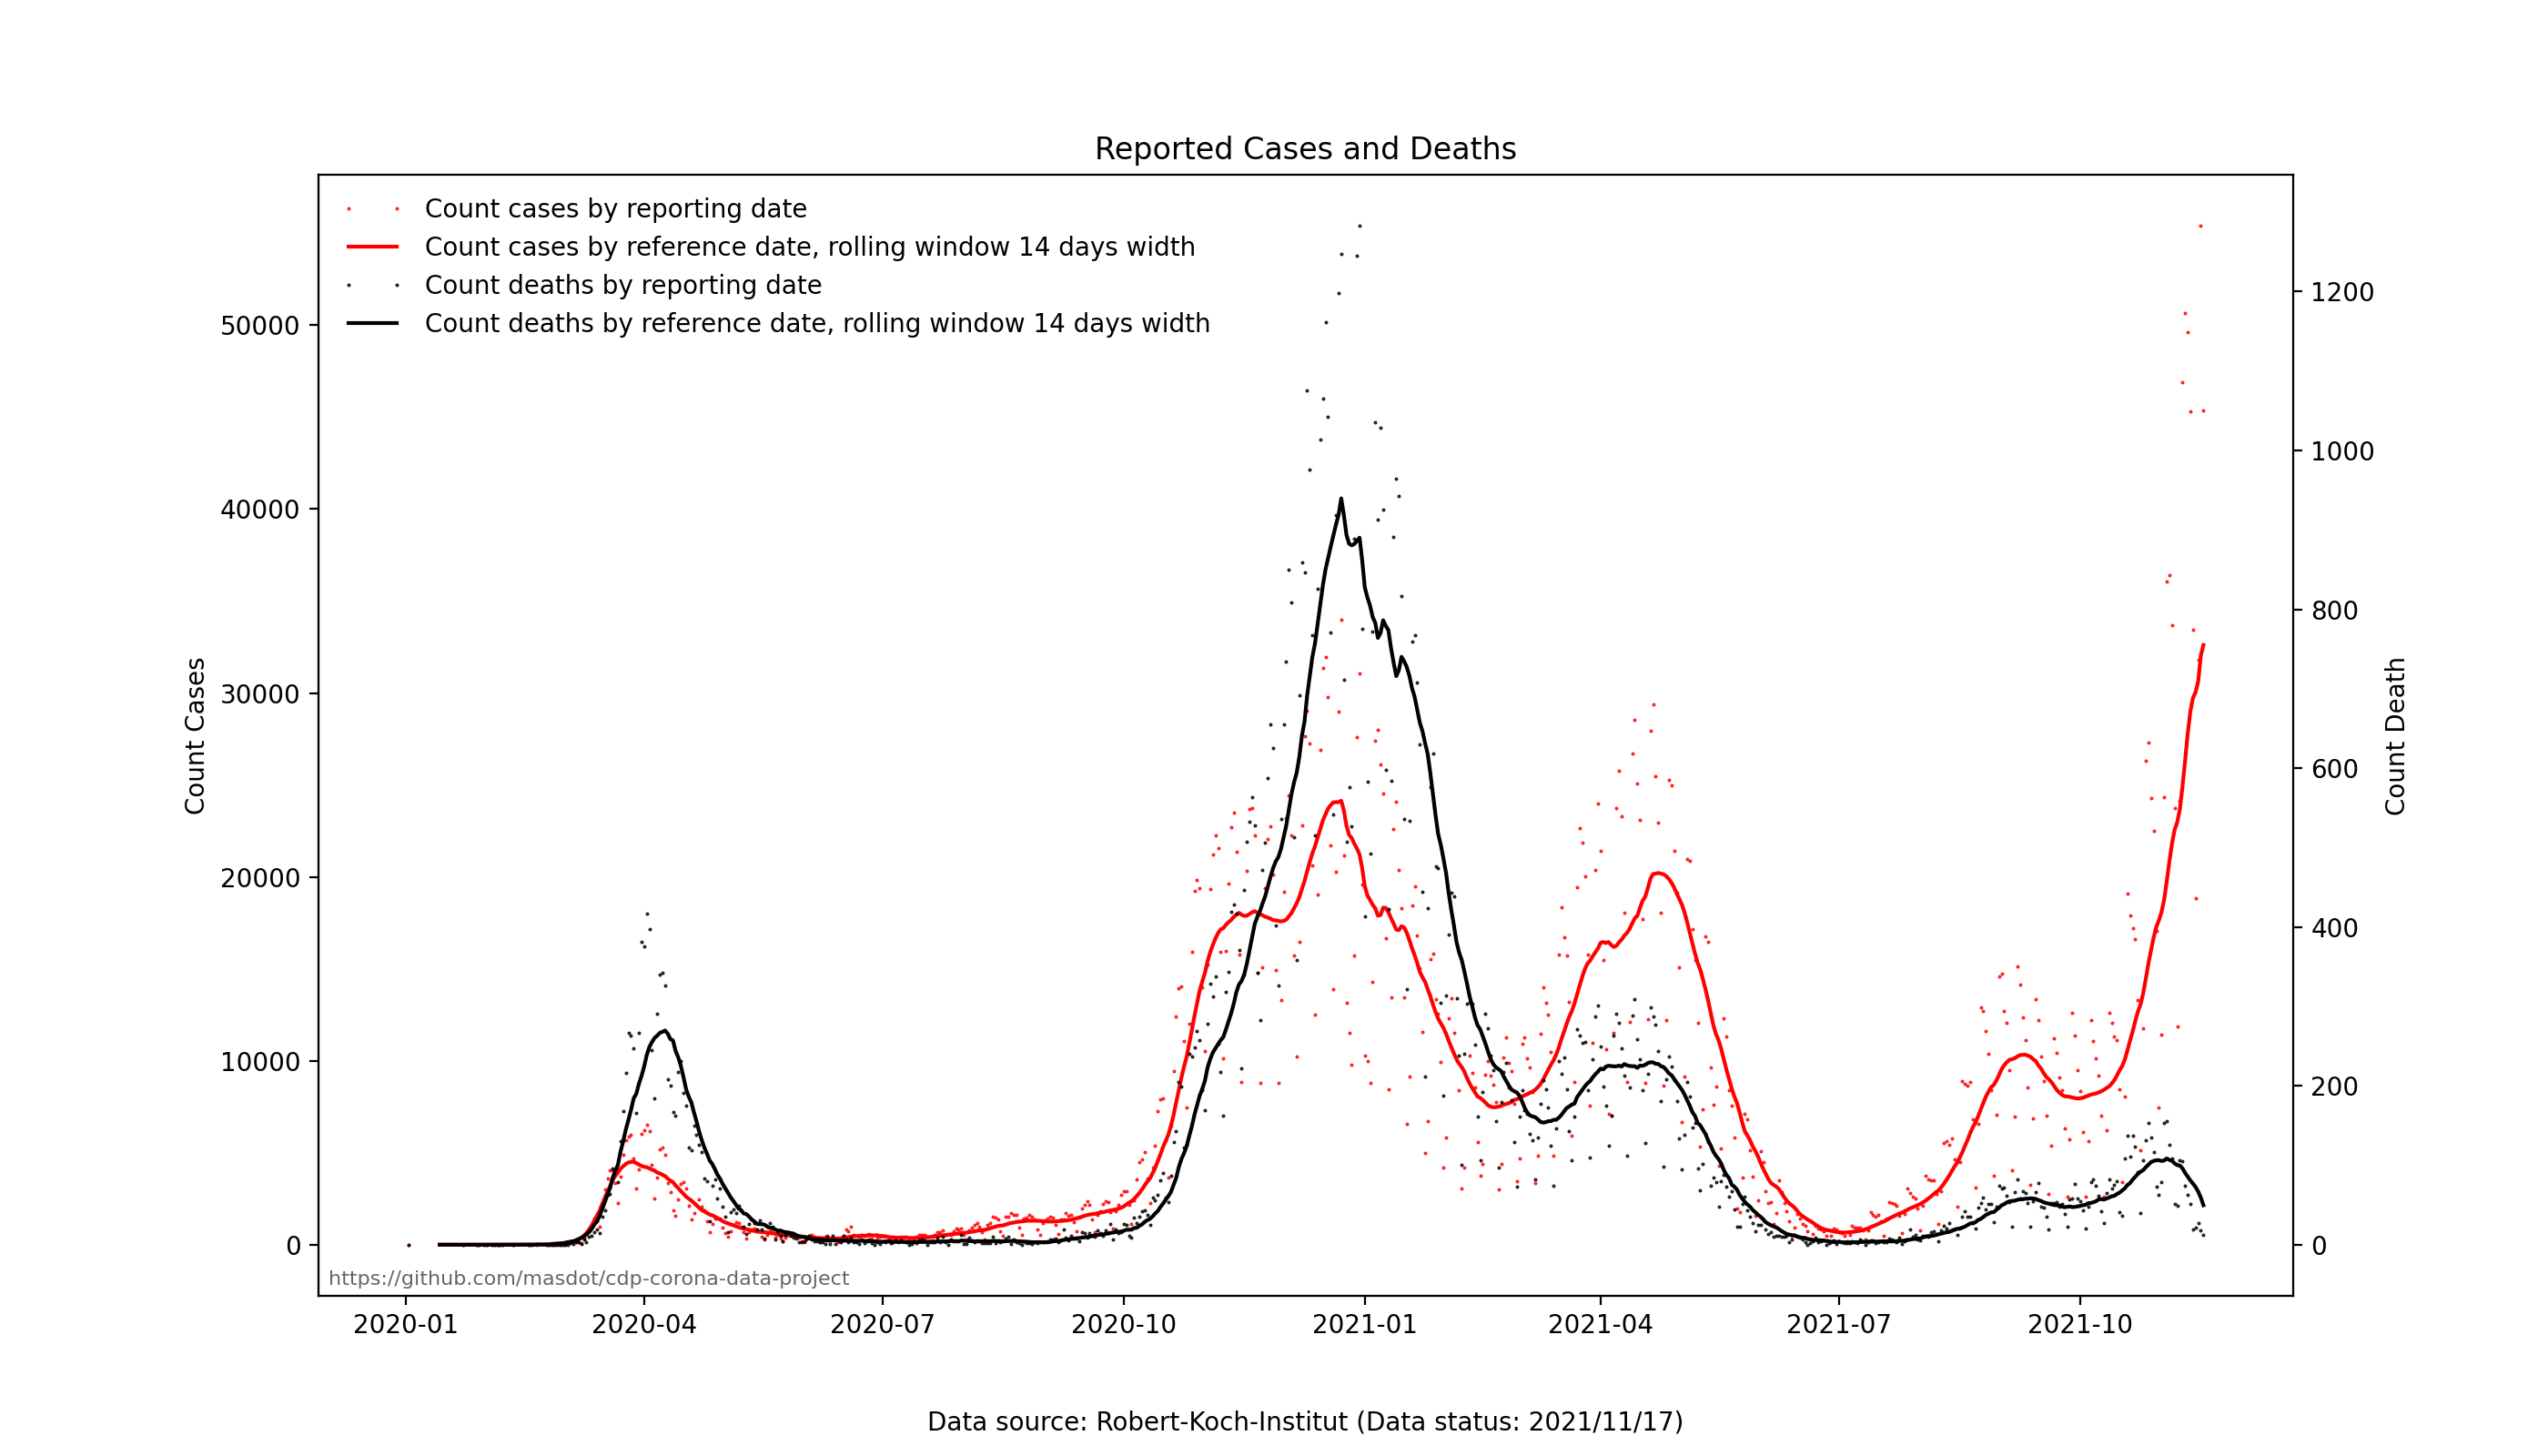 Reported Cases and Deaths
Count cases by reporting date
Count cases by reference date, rolling window 14 days width
Count deaths by reporting date
Count deaths by reference date, rolling window 14 days width
50000
40000
30000
20000
10000
0
Count Cases
1200
1000
800
600
400
200
0
Count Death
https://github.com/masdot/cdp-corona-data-project
2020-01 2020-04 2020-07 2020-10 2021-01 2021-04 2021-07 2021-10
Data source: Robert-Koch-Institut (Data status: 2021/11/17)